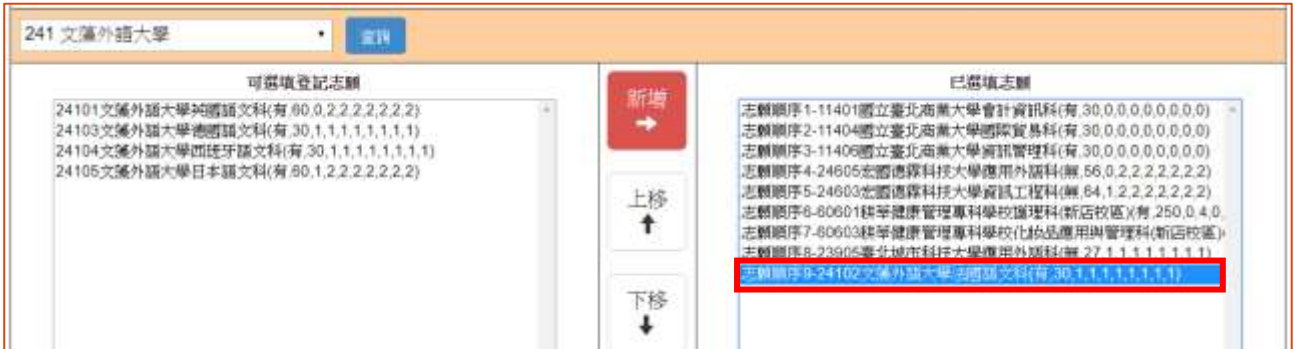 241 文藻外語大學
查詢
可選填登記志願
24101文藻外語大學英國語文科(有,60,0,2,2,2,2,2,2,2)
24103文藻外語大學德國語文科(有,30,1,1,1,1,1,1,1,1)
24104文藻外語大學西班牙語文科(有,30,1,1,1,1,1,1,1,1)
24105文藻外語大學日本語文科(有,60,1,2,2,2,2,2,2,2)
新增
上移
下移
已選填志願
志願順序1-11401國立臺北商業大學會計資訊科(有,30,0,0,0,0,0,0,0,0)
志願順序2-11404國立臺北商業大學國際貿易科(有,30,0,0,0,0,0,0,0,0)
志願順序3-11406國立臺北商業大學資訊管理科(有,30,0,0,0,0,0,0,0,0)
志願順序4-24605宏國德霖科技大學應用外語科(無,56,0,2,2,2,2,2,2,2)
志願順序5-24603宏國德霖科技大學資訊工程科(無,64,1,2,2,2,2,2,2,2)
志願順序6-60601耕莘健康管理專科學校護理科(新店校區)(有,250,0,4,0,
志願順序7-60603耕莘健康管理專科學校化妝品應用與管理科(新店校區)(
志願順序8-23905臺北城市科技大學應用外語科(無,27,1,1,1,1,1,1,1,1)
志願順序9-24102文藻外語大學法國語文科(有,30,1,1,1,1,1,1,1,1)